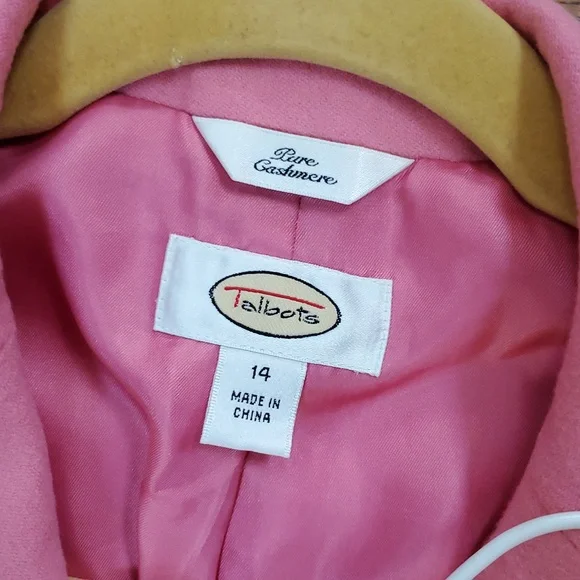 Pure
Cashmere
Talbots
14
MADE IN
CHINA